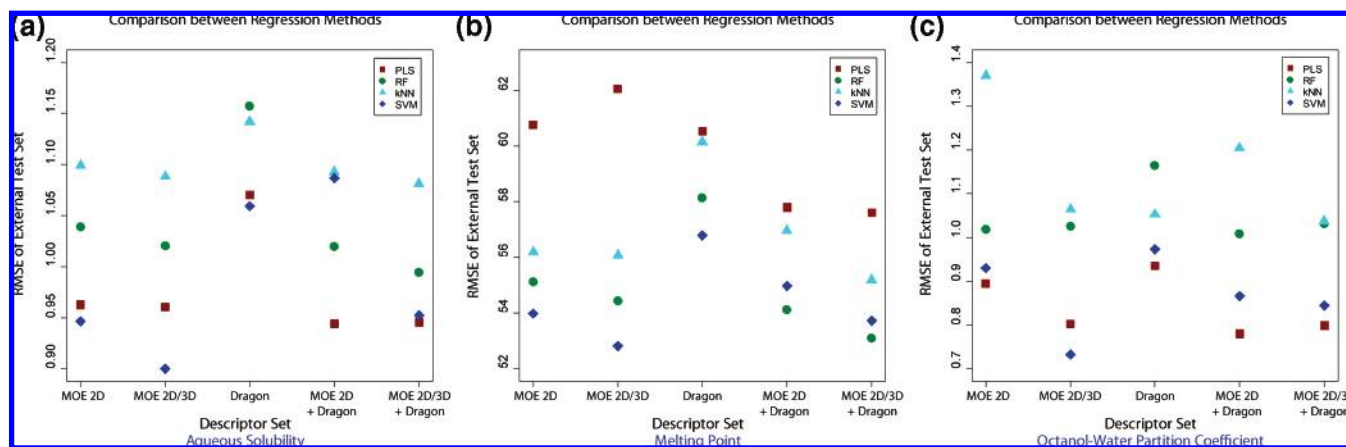 Comparison between Regression Methods
(a)
1.20
1.15
1.10
1.05
1.00
0.95
0.90
RMSE of External Test Set
PLS
RF
kNN
SVM
MOE 2D
MOE 2D/3D
Dragon
MOE 2D
+ Dragon
MOE 2D/3D
+ Dragon
Descriptor Set
Aqueous Solubility
Comparison between Regression Methods
(b)
62
60
58
56
54
52
RMSE of External Test Set
PLS
RF
kNN
SVM
MOE 2D
MOE 2D/3D
Dragon
MOE 2D
+ Dragon
MOE 2D/3D
+ Dragon
Descriptor Set
Melting Point
Comparison between Regression Methods
(c)
1.4
1.3
1.2
1.1
1.0
0.9
0.8
0.7
RMSE of External Test Set
PLS
RF
kNN
SVM
MOE 2D
MOE 2D/3D
Dragon
MOE 2D
+ Dragon
MOE 2D/3D
+ Dragon
Descriptor Set
Octanol-Water Partition Coefficient